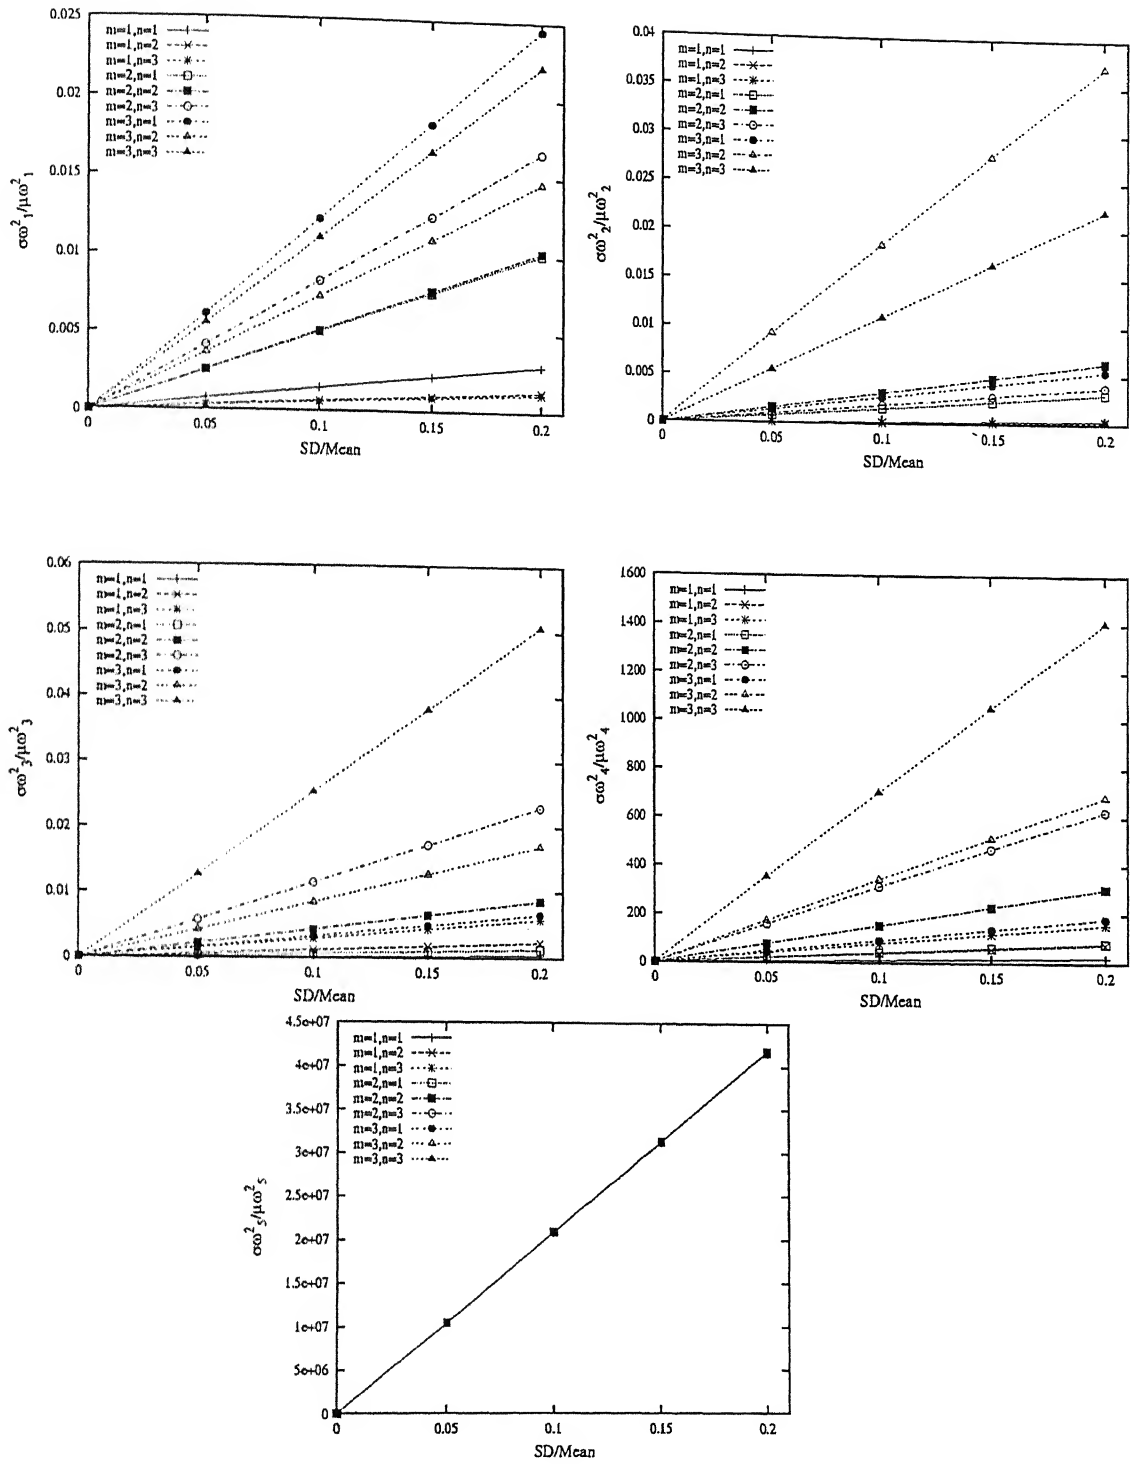 0.025
0.02
0.015
0.01
0.005
0
0 0.05 0.1 0.15 0.2
SD/Mean
σω²₁/μω²₁
m=1,n=1
m=1,n=2
m=1,n=3
m=2,n=1
m=2,n=2
m=2,n=3
m=3,n=1
m=3,n=2
m=3,n=3
0.04
0.035
0.03
0.025
0.02
0.015
0.01
0.005
0
0 0.05 0.1 0.15 0.2
SD/Mean
σω²₂/μω²₂
m=1,n=1
m=1,n=2
m=1,n=3
m=2,n=1
m=2,n=2
m=2,n=3
m=3,n=1
m=3,n=2
m=3,n=3
0.06
0.05
0.04
0.03
0.02
0.01
0
0 0.05 0.1 0.15 0.2
SD/Mean
σω²₃/μω²₃
m=1,n=1
m=1,n=2
m=1,n=3
m=2,n=1
m=2,n=2
m=2,n=3
m=3,n=1
m=3,n=2
m=3,n=3
1600
1400
1200
1000
800
600
400
200
0
0 0.05 0.1 0.15 0.2
SD/Mean
σω²₄/μω²₄
m=1,n=1
m=1,n=2
m=1,n=3
m=2,n=1
m=2,n=2
m=2,n=3
m=3,n=1
m=3,n=2
m=3,n=3
4.5e+07
4e+07
3.5e+07
3e+07
2.5e+07
2e+07
1.5e+07
1e+07
5e+06
0
0 0.05 0.1 0.15 0.2
SD/Mean
σω²₅/μω²₅
m=1,n=1
m=1,n=2
m=1,n=3
m=2,n=1
m=2,n=2
m=2,n=3
m=3,n=1
m=3,n=2
m=3,n=3